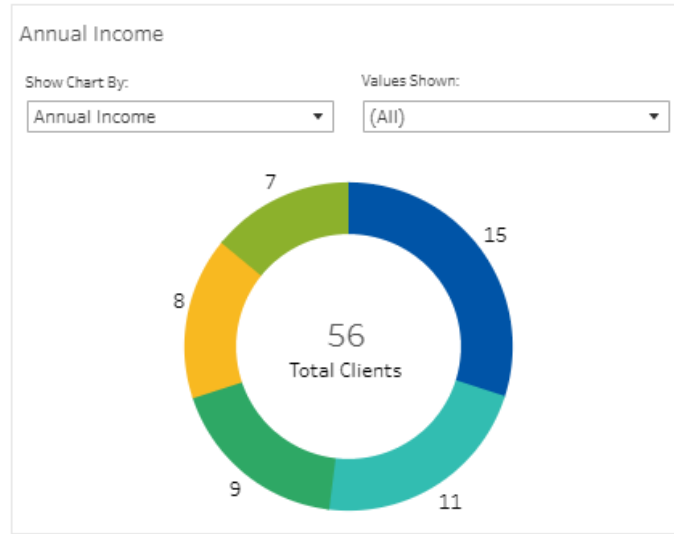 Annual Income
Show Chart By:
Values Shown:
Annual Income
(All)
7
15
8
56
Total Clients
9
11